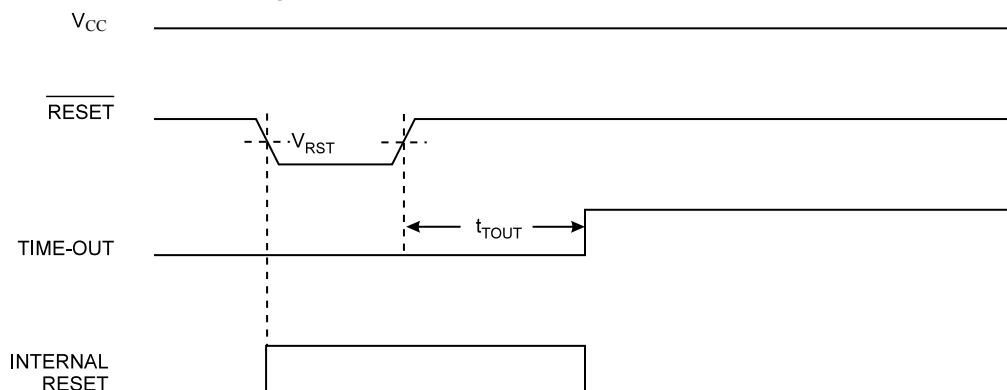 VCC
RESET
VRST
tTOUT
TIME-OUT
INTERNAL
RESET